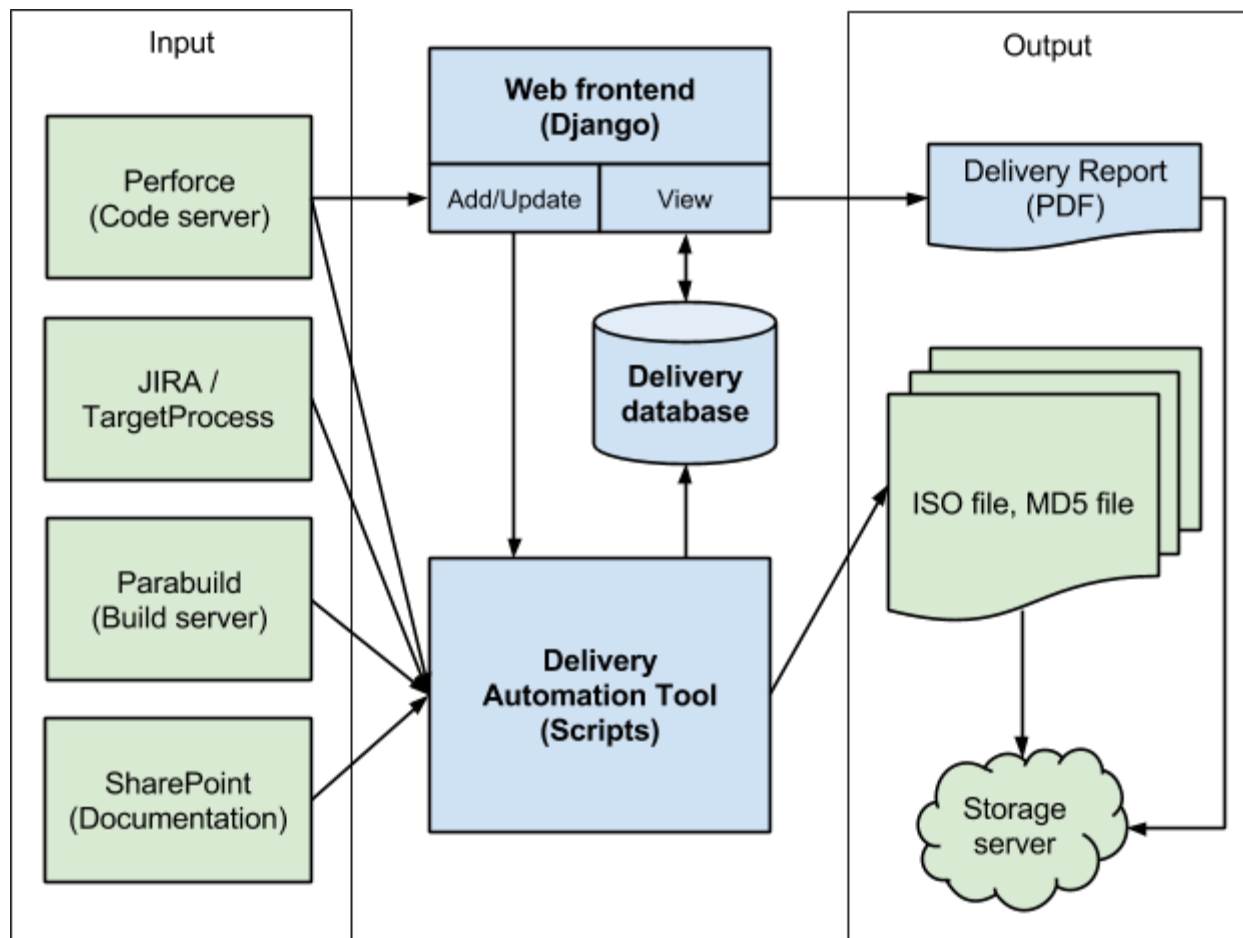 Input
Perforce
(Code server)
JIRA /
TargetProcess
Parabuild
(Build server)
SharePoint
(Documentation)
Web frontend
(Django)
Add/Update
View
Delivery
database
Delivery
Automation Tool
(Scripts)
Output
Delivery Report
(PDF)
ISO file, MD5 file
Storage
server